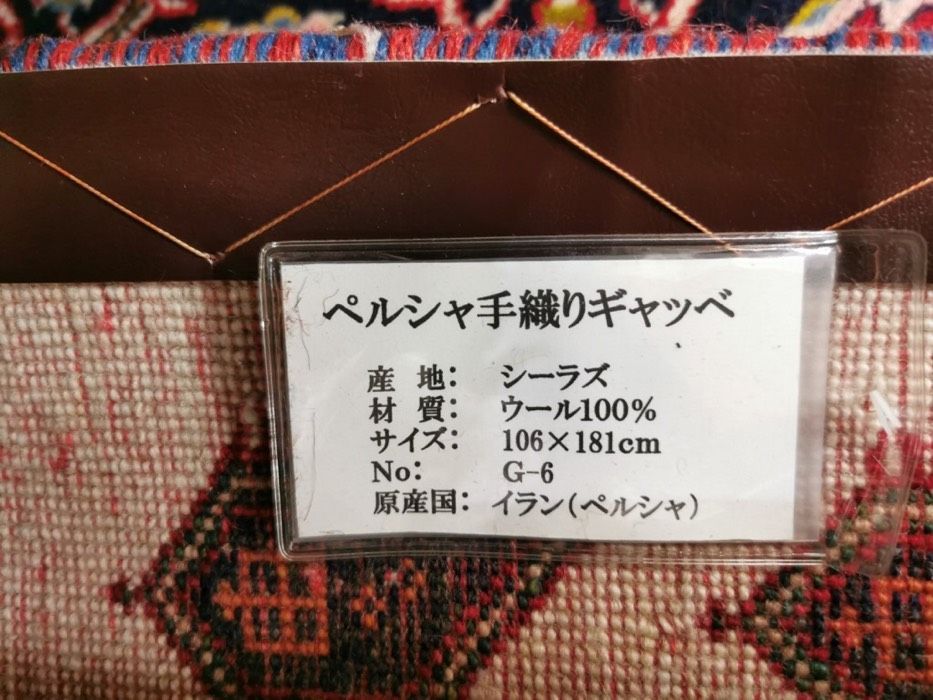 ペルシャ手織りギャッベ
産 地： シーラズ
材 質： ウール100%
サイズ： 106×181cm
No： G-6
原産国： イラン(ペルシャ)